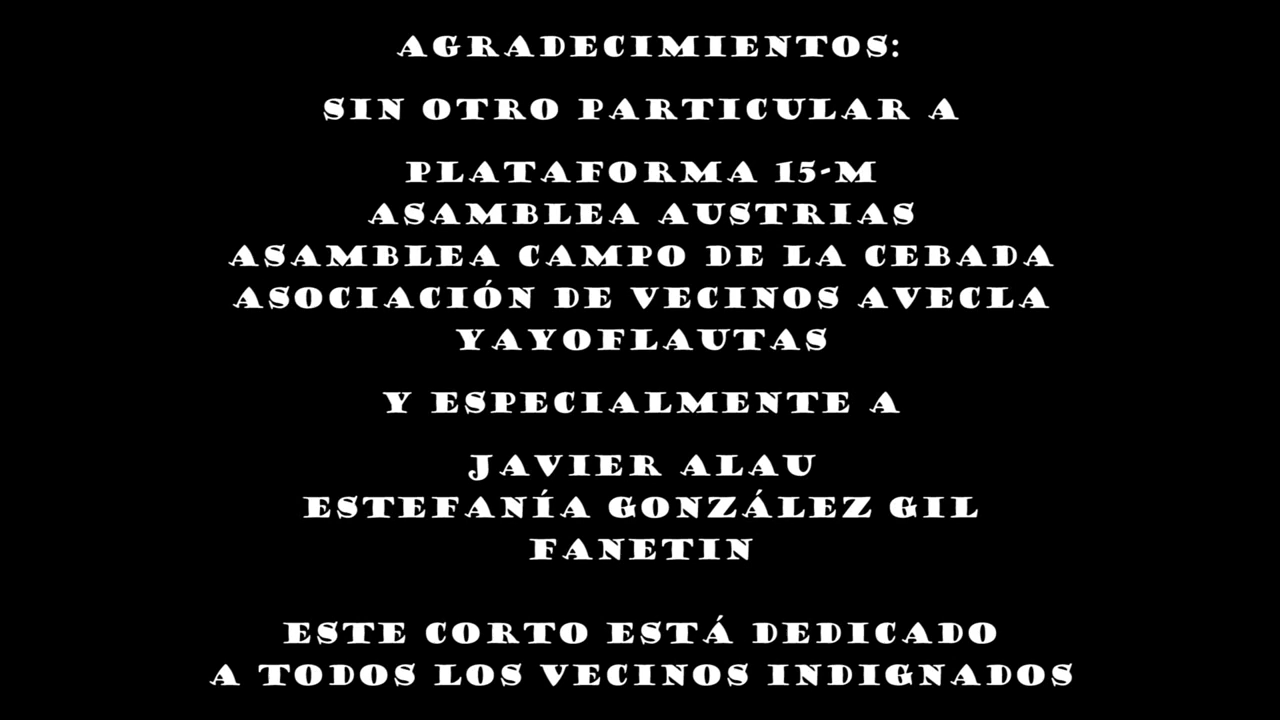 AGRADECIMIENTOS:
SIN OTRO PARTICULAR A
PLATAFORMA 15-M
ASAMBLEA AUSTRIAS
ASAMBLEA CAMPO DE LA CEBADA
ASOCIACIÓN DE VECINOS AVECLA
YAYOFLAUTAS
Y ESPECIALMENTE A
JAVIER ALAU
ESTEFANÍA GONZÁLEZ GIL
FANETIN
ESTE CORTO ESTÁ DEDICADO
A TODOS LOS VECINOS INDIGNADOS